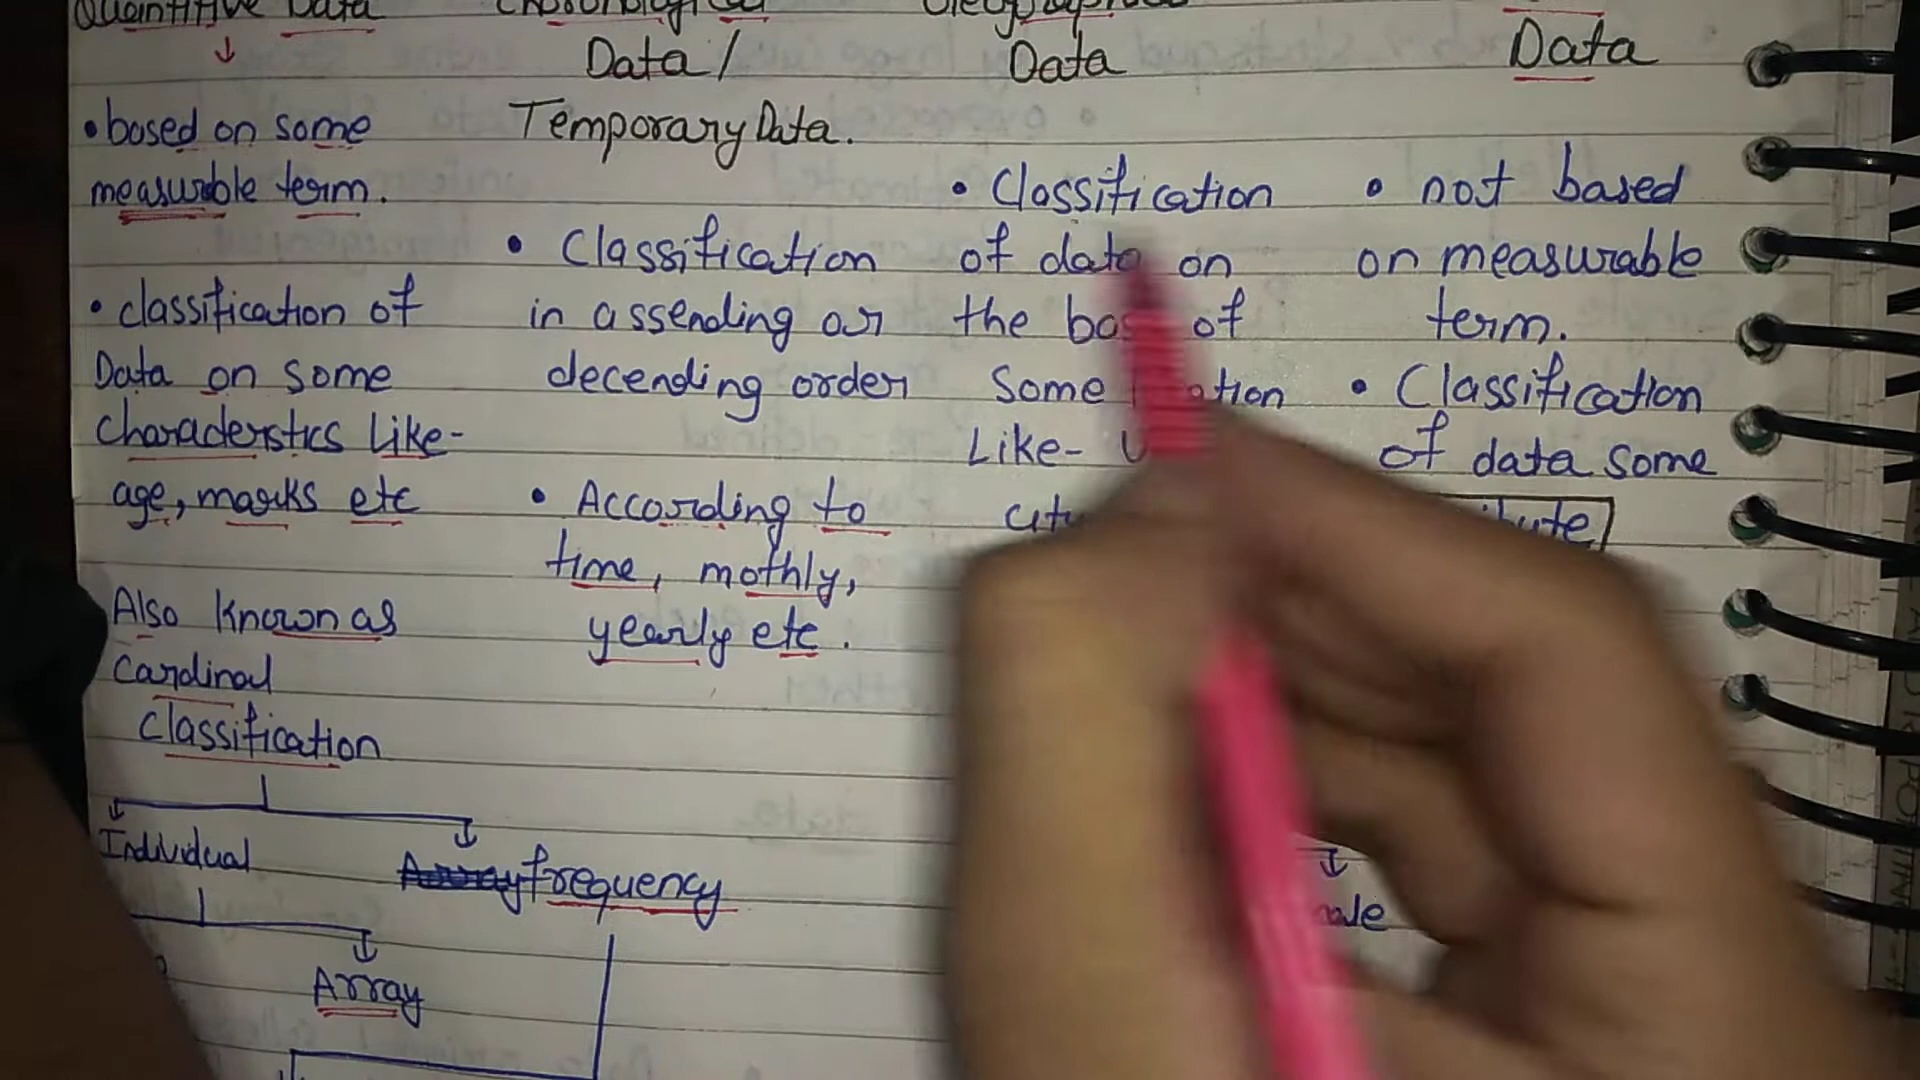 Quantitive Data
Data /
Temporary Data.
Data
Data
• based on some
measurable term.
• classification of
Data on some
characterstics like-
age, marks etc
Also known as
Cardinal
classification
Individual
frequency
Array
• Classification
in assending or
decending order
• According to
time, mothly,
yearly etc.
• Classification
of data on
the of
Some
Like-
• not based
on measurable
term.
• Classification
of data some